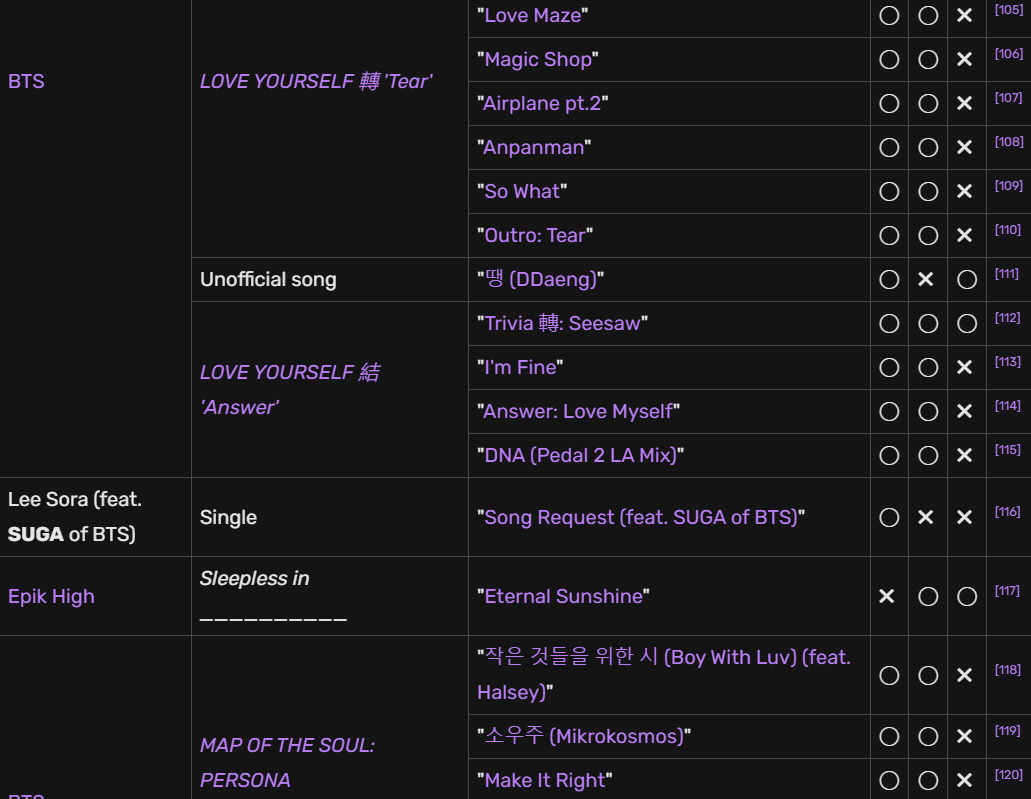 "Love Maze" ○ ○ × [105]
BTS
LOVE YOURSELF 轉 'Tear'
"Magic Shop" ○ ○ × [106]
"Airplane pt.2" ○ ○ × [107]
"Anpanman" ○ ○ × [108]
"So What" ○ ○ × [109]
"Outro: Tear" ○ ○ × [110]
Unofficial song "땡 (DDaeng)" ○ × ○ [111]
LOVE YOURSELF 結
'Answer'
"Trivia 轉: Seesaw" ○ ○ ○ [112]
"I'm Fine" ○ ○ × [113]
"Answer: Love Myself" ○ ○ × [114]
"DNA (Pedal 2 LA Mix)" ○ ○ × [115]
Lee Sora (feat.
SUGA of BTS)
Single "Song Request (feat. SUGA of BTS)" ○ × × [116]
Epik High
Sleepless in
__________
"Eternal Sunshine" × ○ ○ [117]
BTS
MAP OF THE SOUL:
PERSONA
"작은 것들을 위한 시 (Boy With Luv) (feat.
Halsey)" ○ ○ × [118]
"소우주 (Mikrokosmos)" ○ ○ × [119]
"Make It Right" ○ ○ × [120]